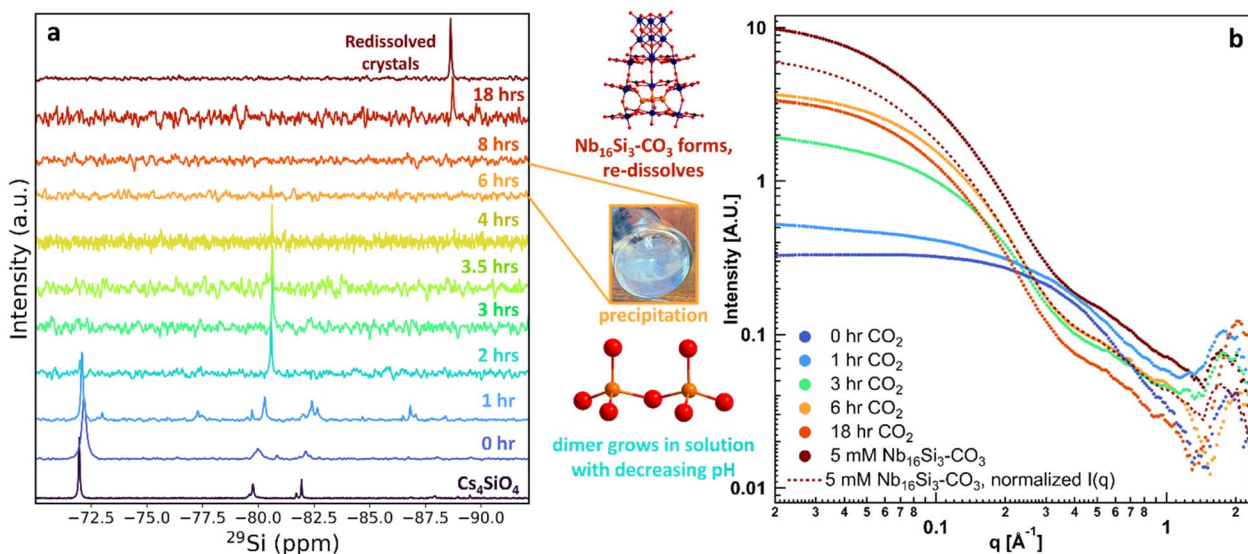 a
Redissolved
crystals
18 hrs
8 hrs
6 hrs
4 hrs
3.5 hrs
3 hrs
2 hrs
1 hr
0 hr
Cs₄SiO₄
Intensity (a.u.)
−72.5 −75.0 −77.5 −80.0 −82.5 −85.0 −87.5 −90.0
²⁹Si (ppm)
Nb₁₆Si₃-CO₃ forms,
re-dissolves
precipitation
dimer grows in solution
with decreasing pH
b
Intensity [A.U.]
10
1
0.1
0.01
0 hr CO₂
1 hr CO₂
3 hr CO₂
6 hr CO₂
18 hr CO₂
5 mM Nb₁₆Si₃-CO₃
5 mM Nb₁₆Si₃-CO₃, normalized I(q)
2 3 4 5 6 7 8 0.1 2 3 4 5 6 7 8 1 2
q [Å⁻¹]